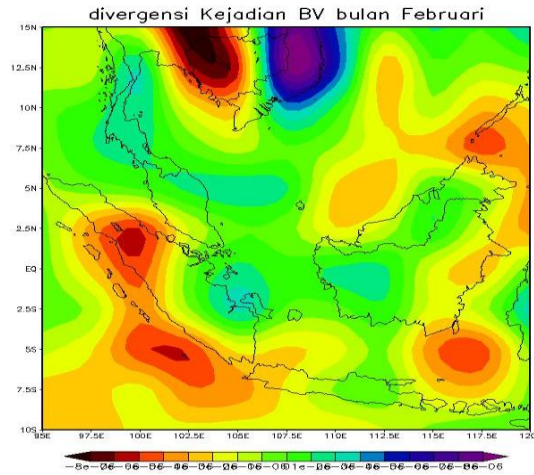 divergensi Kejadian BV bulan Februari
15N
12.5N
10N
7.5N
5N
2.5N
EQ
2.5S
5S
7.5S
10S
95E 97.5E 100E 102.5E 105E 107.5E 110E 112.5E 115E 117.5E 120E